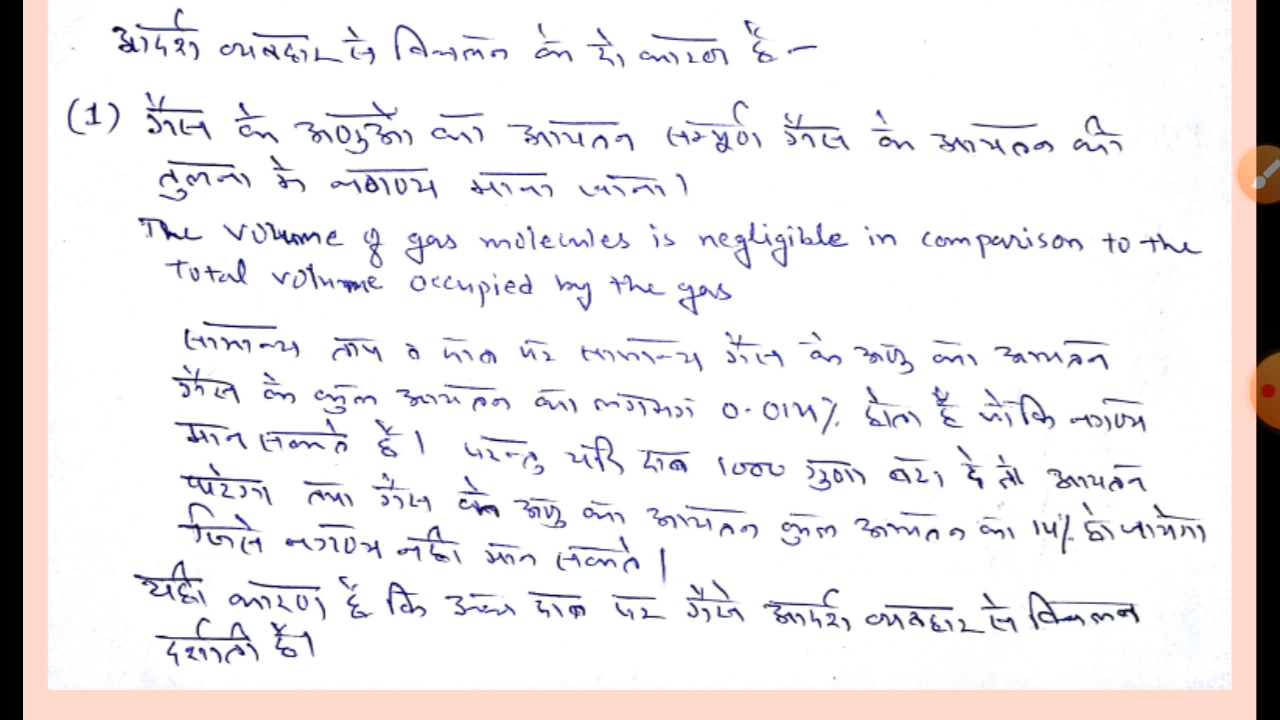 आदर्श व्यवहार से विचलन के दो कारण हैं –
(1) गैस के अणुओं का आयतन सम्पूर्ण गैस के आयतन की
तुलना में नगण्य माना जाना।
The volume of gas molecules is negligible in comparison to the
total volume occupied by the gas
सामान्य ताप व दाब पर सामान्य गैस के अणु का आयतन
गैस के कुल आयतन का लगभग 0.014% होता है जो कि नगण्य
मान सकते हैं। परन्तु यदि दाब 1000 गुणा बढा दे तो आयतन
घटेगा तथा गैस के अणु का आयतन कुल आयतन का 14% हो जायेगा
जिसे नगण्य नहीं मान सकते।
यही कारण है कि उच्च दाब पर गैसें आदर्श व्यवहार से विचलन
दर्शाती है।